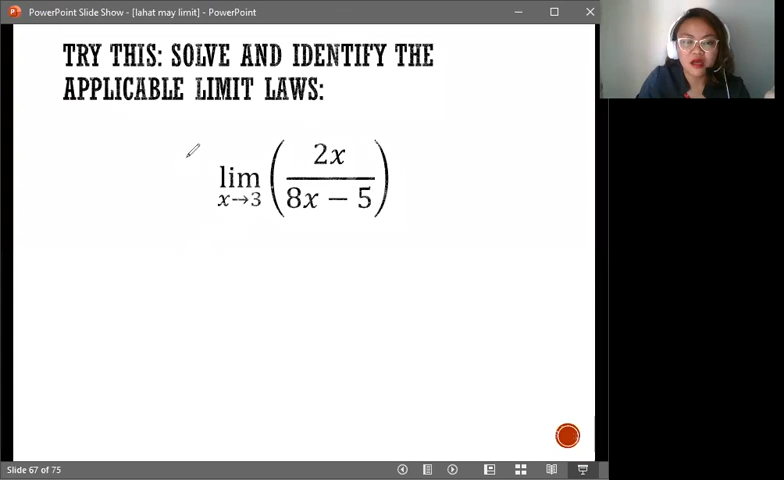 PowerPoint Slide Show - [lahat may limit] - PowerPoint
TRY THIS: SOLVE AND IDENTIFY THE
APPLICABLE LIMIT LAWS:
lim
x→3
(2x
8x − 5)
Slide 67 of 75